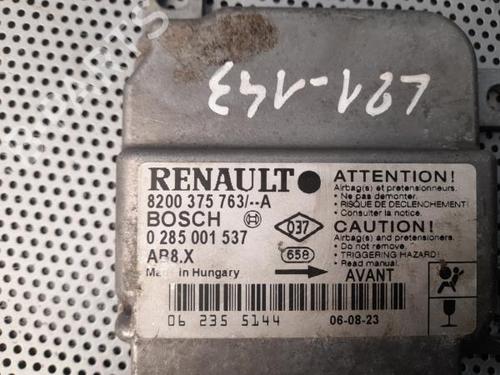 L21-143
RENAULT
8200 375 763/--A
BOSCH
0 285 001 537
AB8.X
Made in Hungary
037
658
ATTENTION!
Airbag(s) et pretensionneurs.
• Ne pas demonter.
• RISQUE DE DECLENCHEMENT!
• Consulter la notice.
CAUTION!
Airbag(s) and pretensioners.
• Do not remove.
• TRIGGERING HAZARD!
• Read manual.
AVANT
06 235 5144
06-08-23